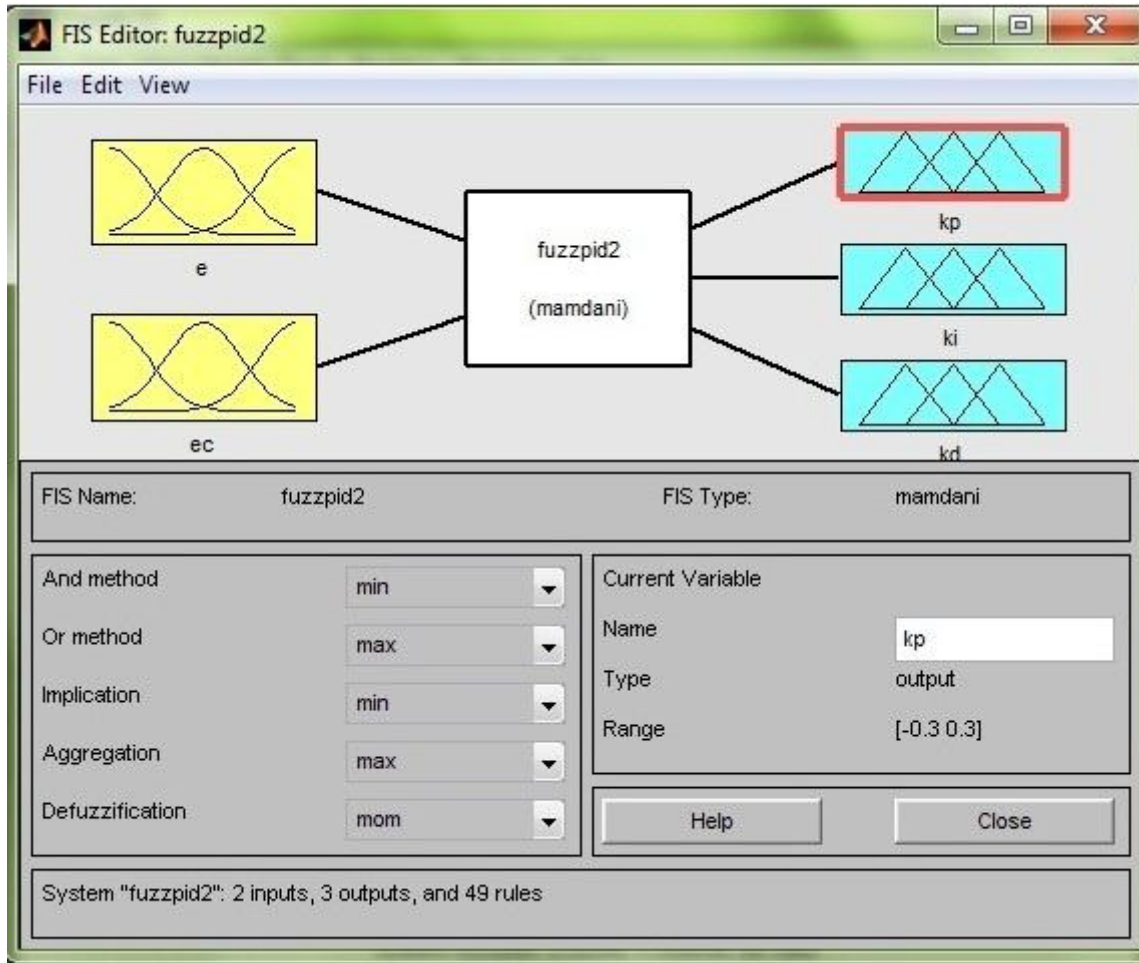 FIS Editor: fuzzpid2
File Edit View
e
ec
fuzzpid2
(mamdani)
kp
ki
kd
FIS Name: fuzzpid2 FIS Type: mamdani
And method min
Or method max
Implication min
Aggregation max
Defuzzification mom
Current Variable
Name kp
Type output
Range [-0.3 0.3]
Help Close
System "fuzzpid2": 2 inputs, 3 outputs, and 49 rules